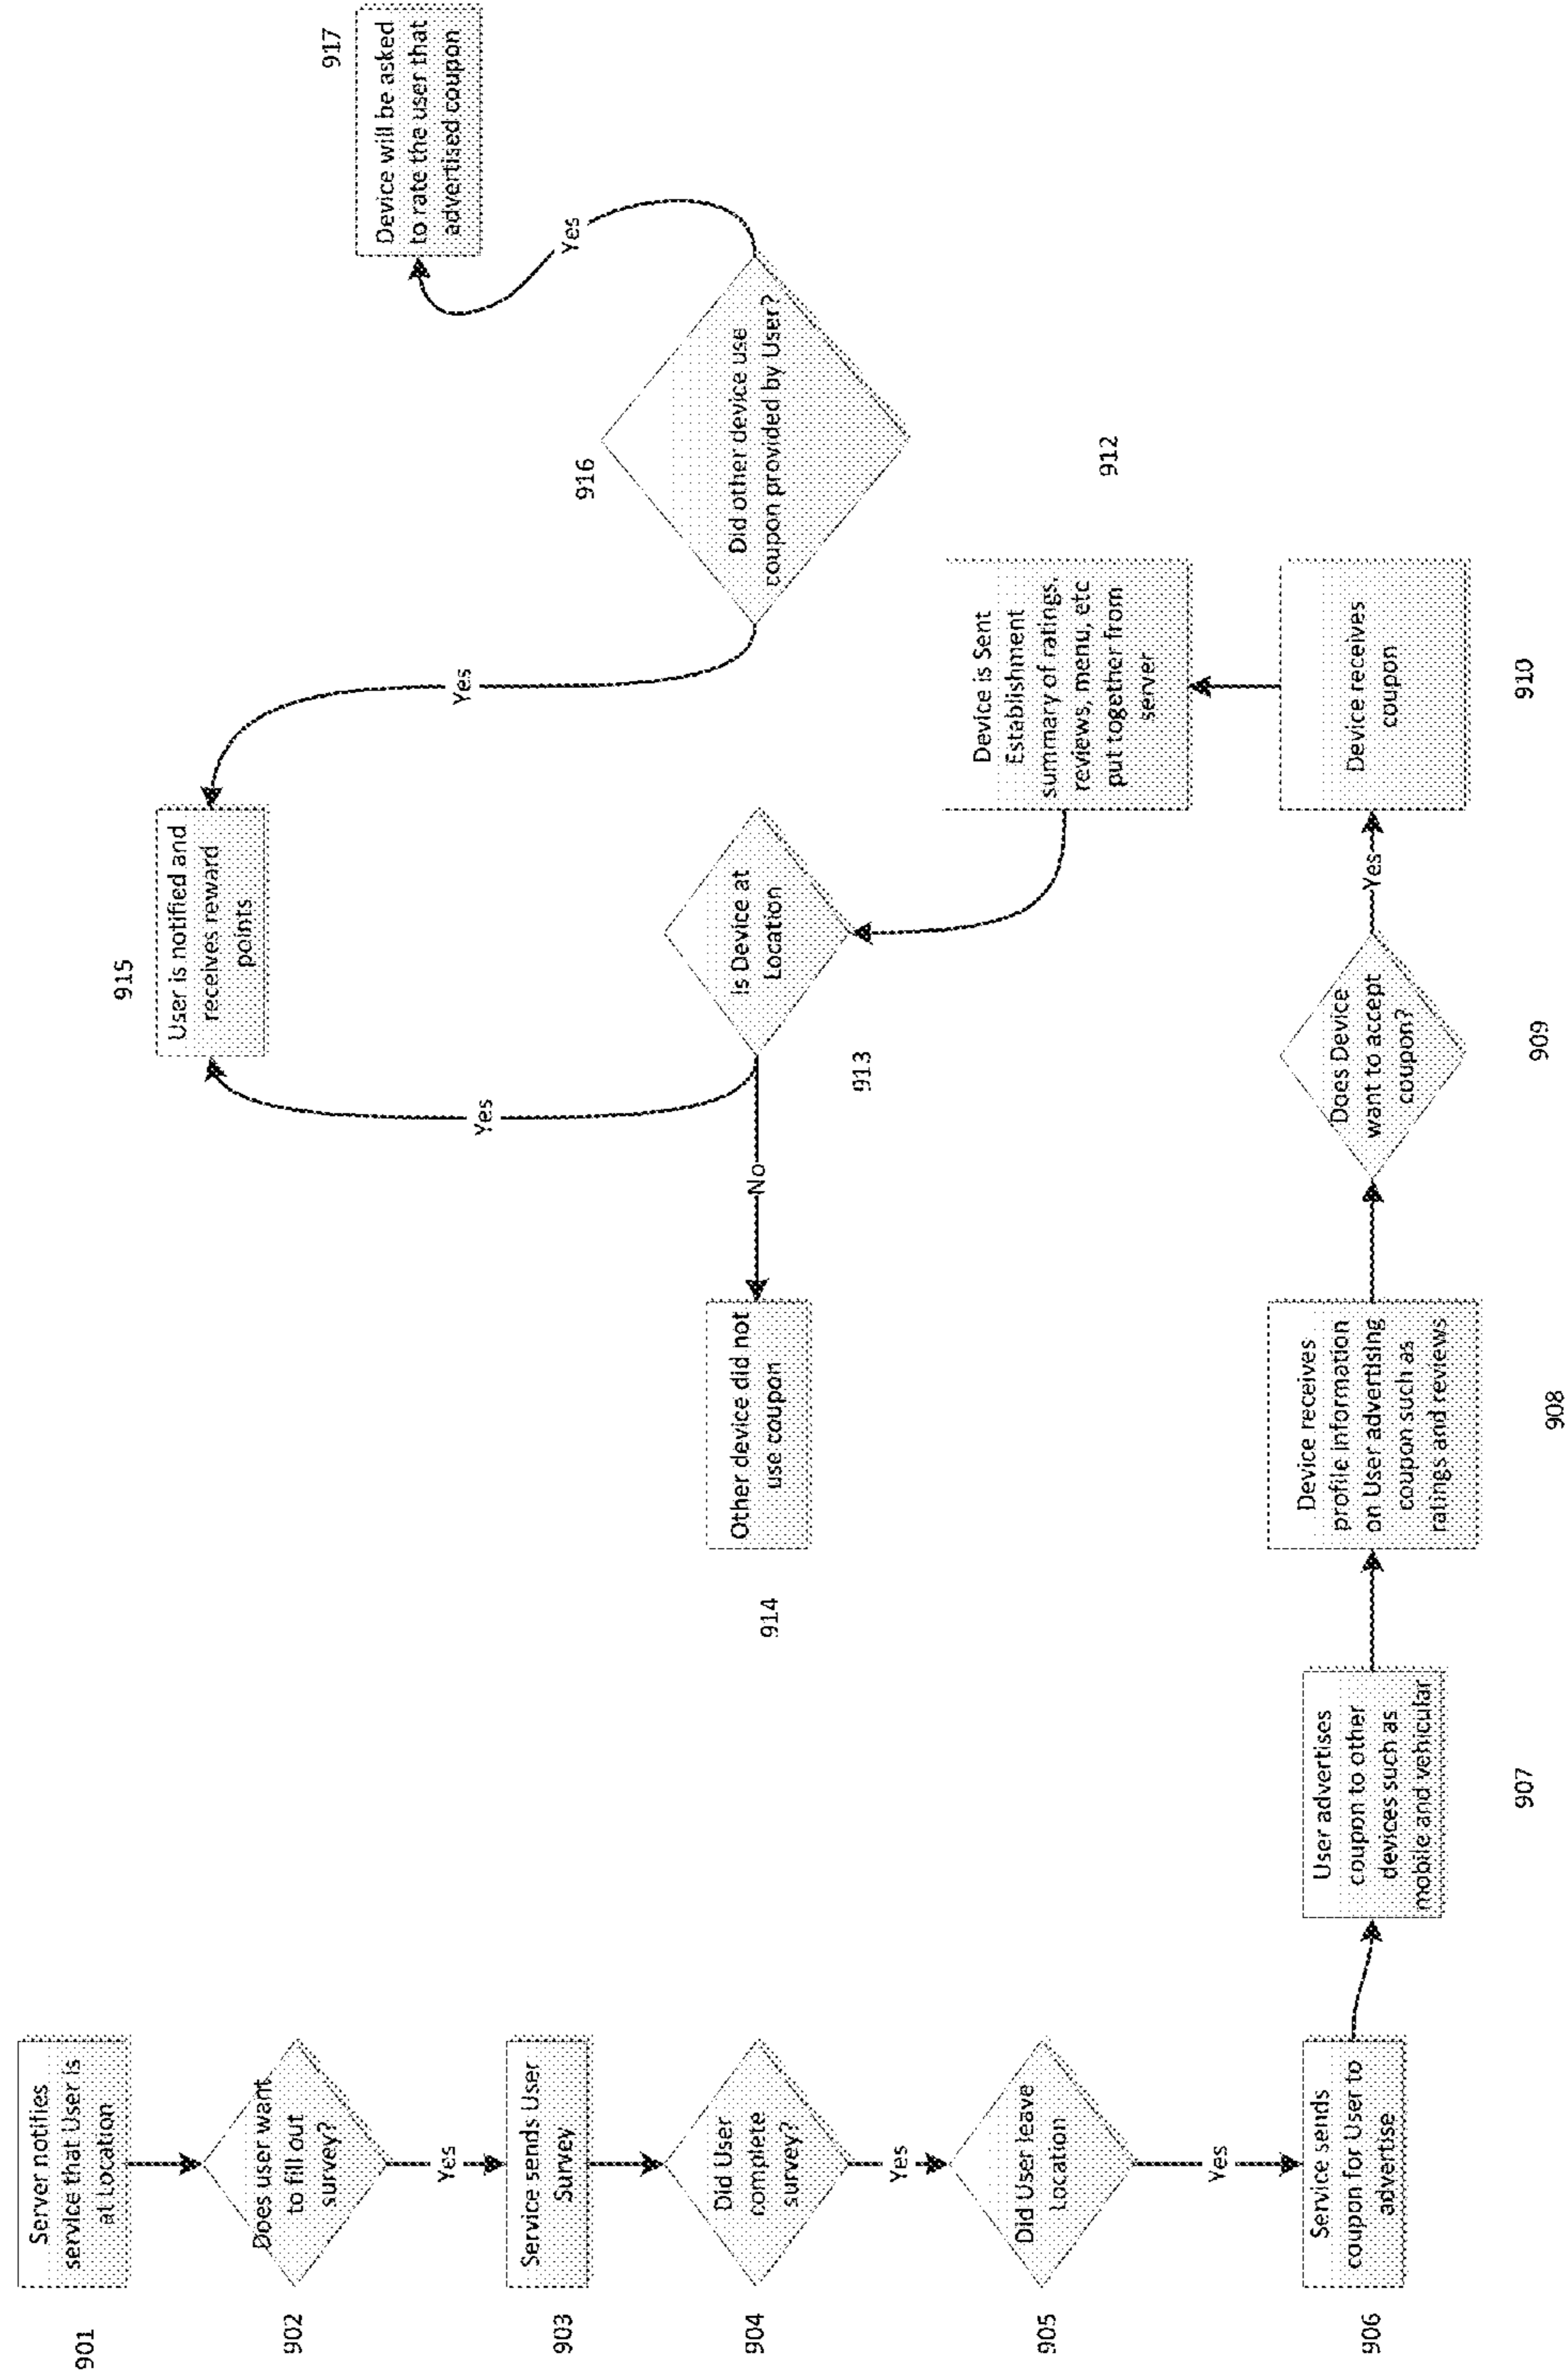 901
Server notifies
service that User is
at Location
902
Does user want
to fill out
survey?
Yes
903
Service sends User
Survey
904
Did User
complete
survey?
Yes
905
Did User leave
Location
Yes
906
Service sends
coupon for User to
advertise
User advertises
coupon to other
devices such as
mobile and vehicular
907
Device receives
profile information
on User advertising
coupon such as
ratings and reviews
908
Does Device
want to accept
coupon?
909
Yes
Device receives
coupon
910
Device is Sent
Establishment
summary of ratings,
reviews, menu, etc
put together from
server
912
Is Device at
Location
913
No
Other device did not
use coupon
914
Yes
915
User is notified and
receives reward
points
Yes
916
Did other device use
coupon provided by User?
Yes
917
Device will be asked
to rate the user that
advertised coupon